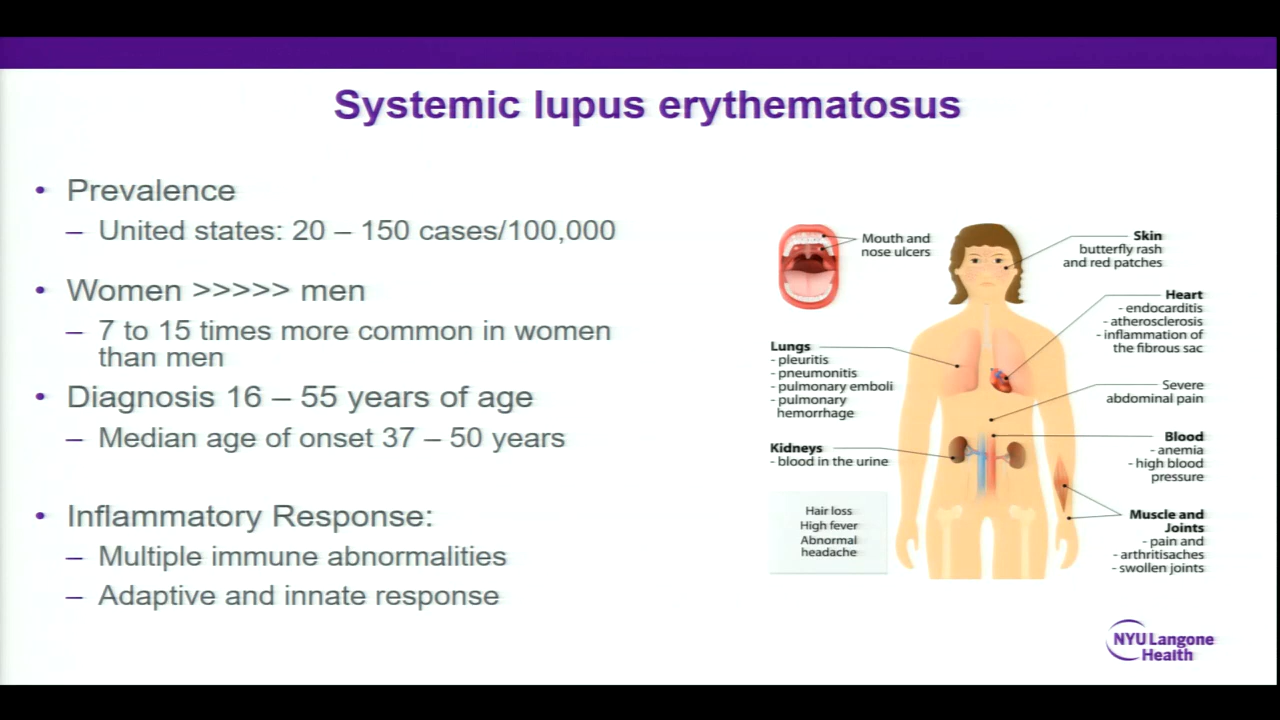 Systemic lupus erythematosus
• Prevalence
– United states: 20 – 150 cases/100,000
• Women >>>>> men
– 7 to 15 times more common in women
than men
• Diagnosis 16 – 55 years of age
– Median age of onset 37 – 50 years
• Inflammatory Response:
– Multiple immune abnormalities
– Adaptive and innate response
Mouth and
nose ulcers
Lungs
- pleuritis
- pneumonitis
- pulmonary emboli
- pulmonary
hemorrhage
Kidneys
- blood in the urine
Hair loss
High fever
Abnormal
headache
Skin
butterfly rash
and red patches
Heart
- endocarditis
- atherosclerosis
- inflammation of
the fibrous sac
Severe
abdominal pain
Blood
- anemia
- high blood
pressure
Muscle and
Joints
- pain and
- arthritisaches
- swollen joints
NYU Langone
Health